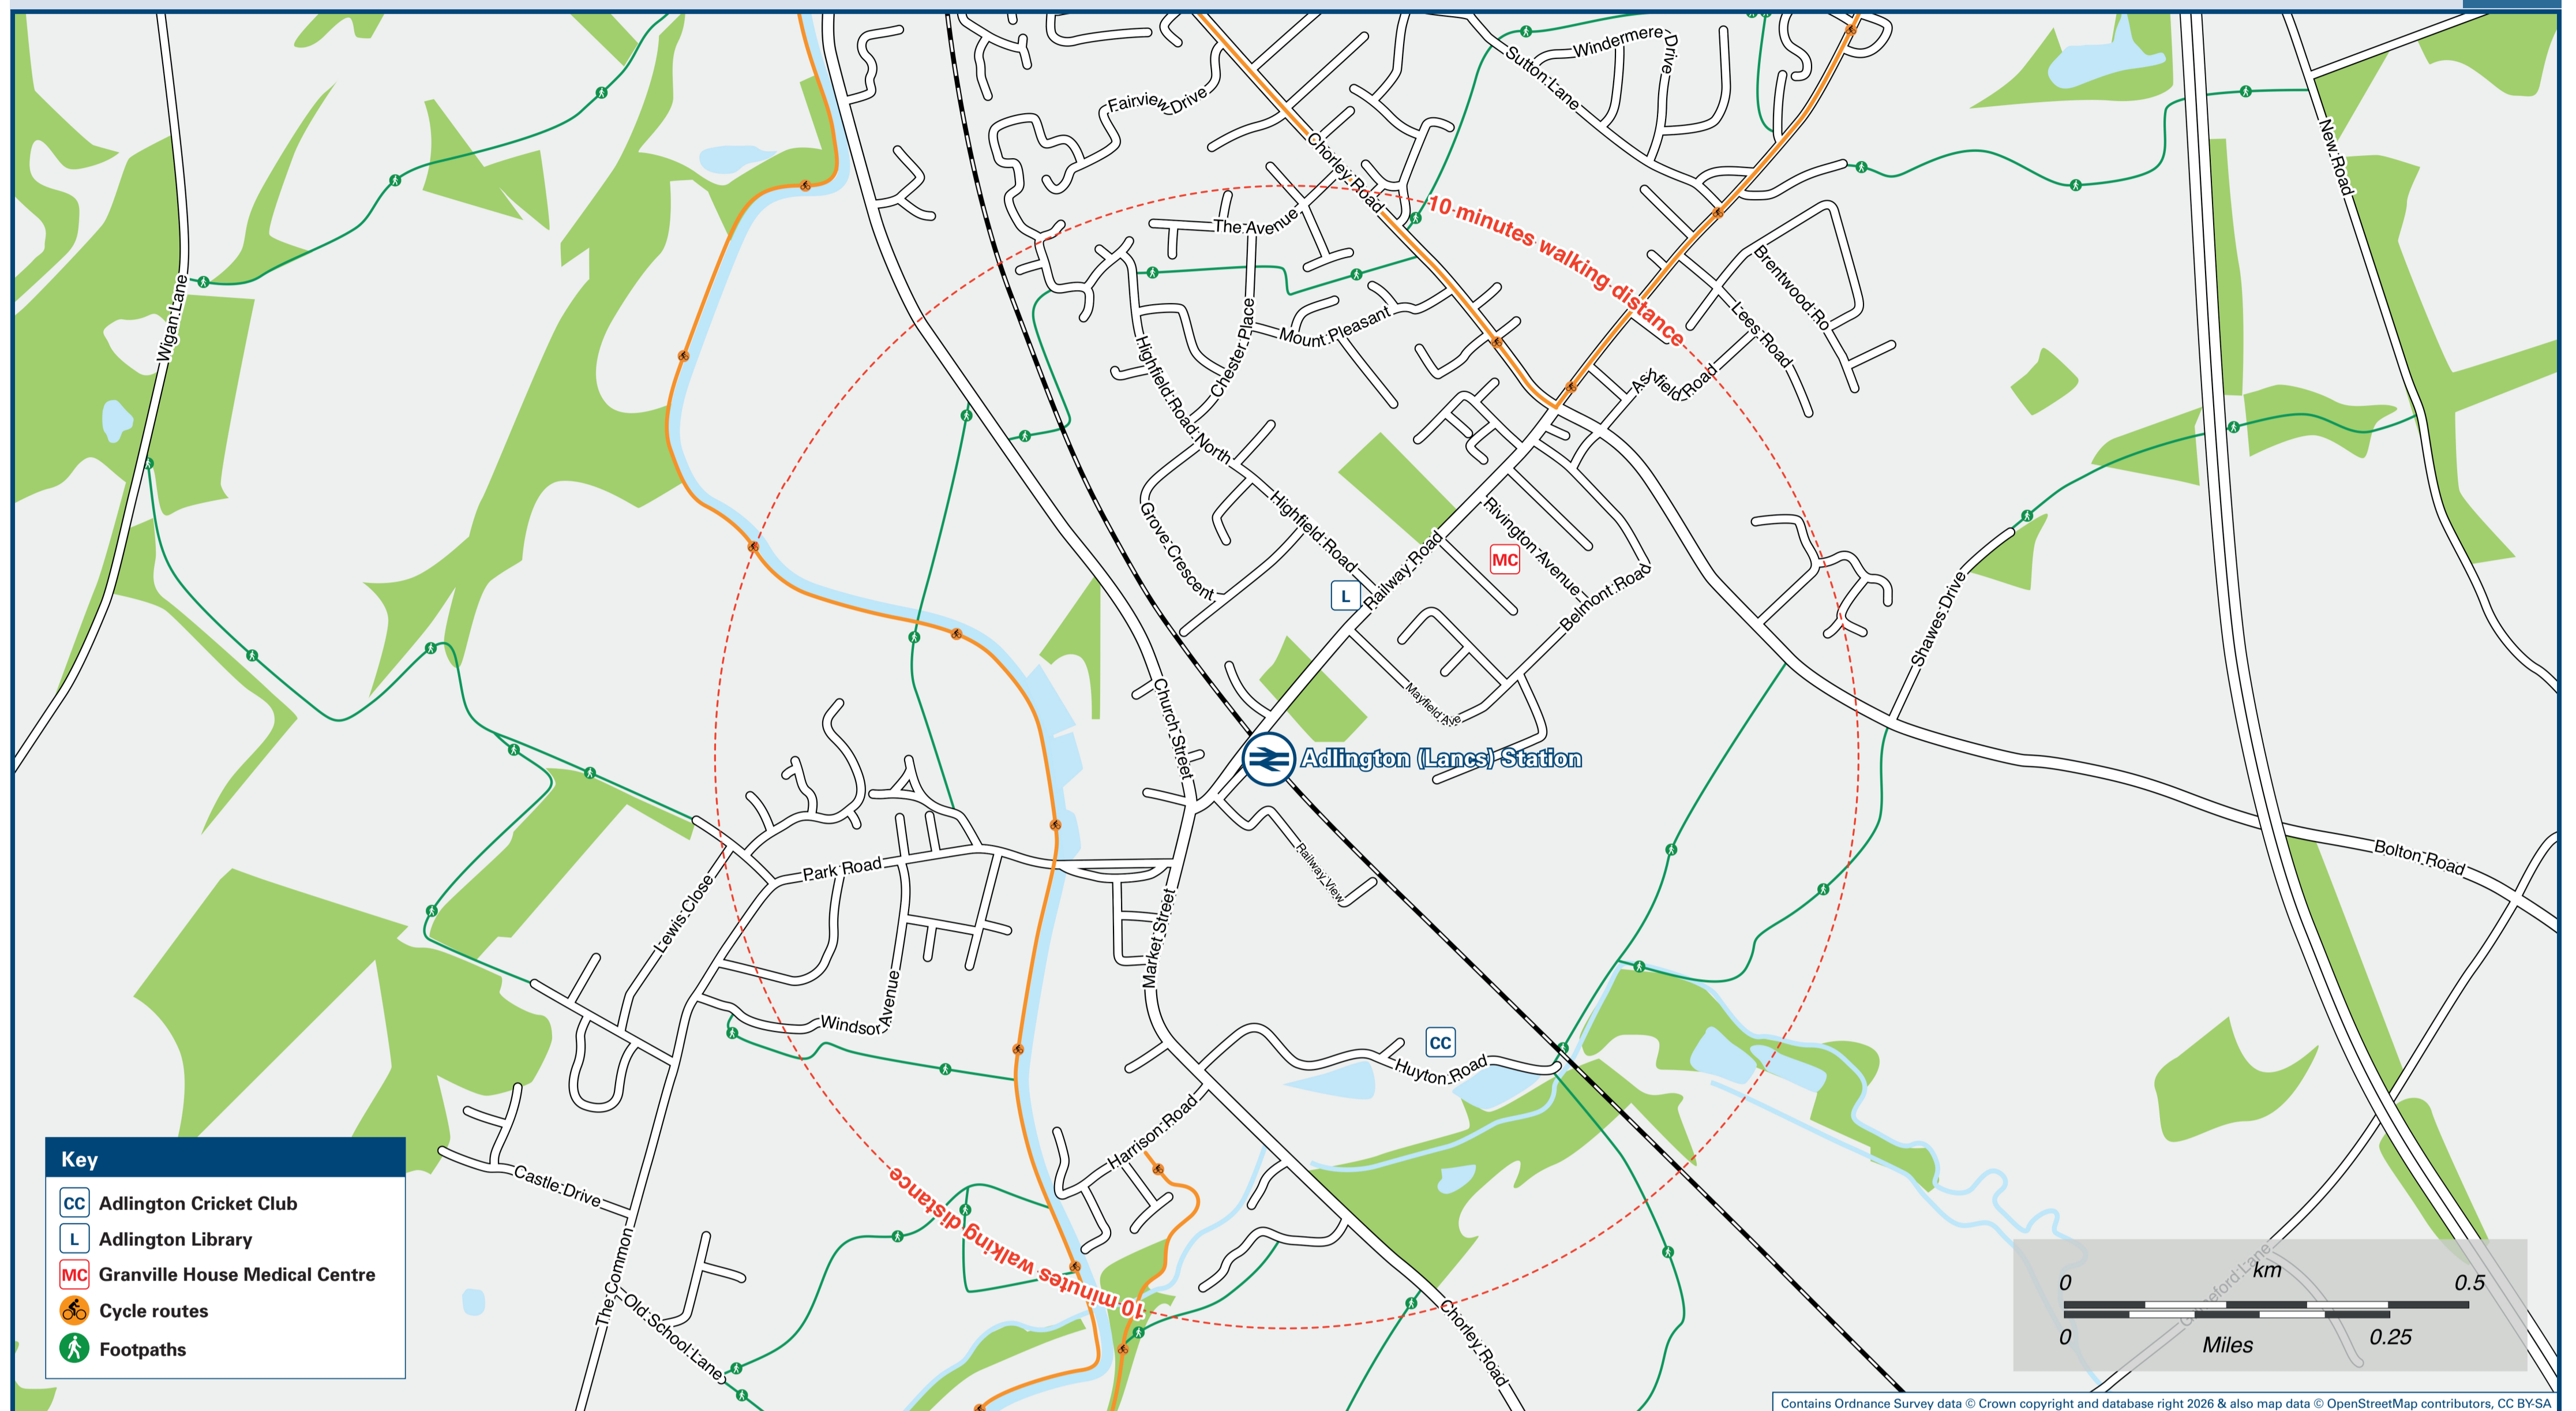 Windermere Drive
Sutton Lane
Fairview Drive
Chorley Road
New Road
10 minutes walking distance
The Avenue
Brentwood Ro
Wigan Lane
Lees Road
Mount Pleasant
Chester Place
Highfield Road North
Highfield Road
Grove Crescent
Rivington Avenue
MC
Railway Road
L
Belmont Road
Shawes Drive
Mayfield Ave
Church Street
Adlington (Lancs) Station
Park Road
Railway View
Bolton Road
Lewis Close
Market Street
Windsor Avenue
CC
Huyton Road
Harrison Road
Castle Drive
10 minutes walking distance
The Common
Old School Lane
Chorley Road
Key
CC Adlington Cricket Club
L Adlington Library
MC Granville House Medical Centre
Cycle routes
Footpaths
km
0 0.5
0 0.25
Miles
Contains Ordnance Survey data © Crown copyright and database right 2026 & also map data © OpenStreetMap contributors, CC BY-SA